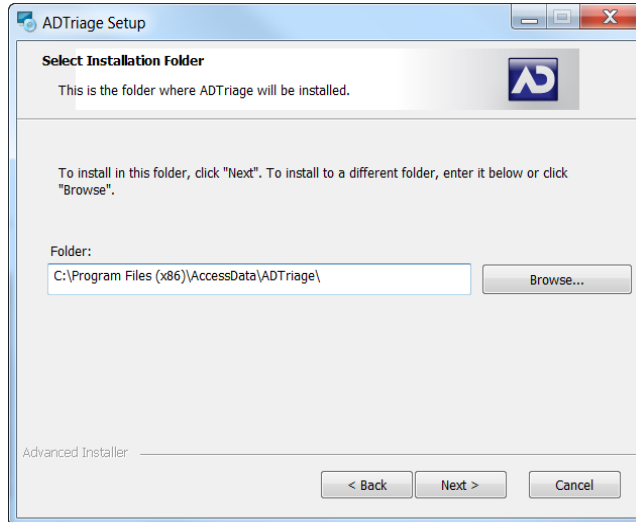 ADTriage Setup
Select Installation Folder
This is the folder where ADTriage will be installed.
AD
To install in this folder, click "Next". To install to a different folder, enter it below or click
"Browse".
Folder:
C:\Program Files (x86)\AccessData\ADTriage\
Browse...
Advanced Installer
< Back
Next >
Cancel